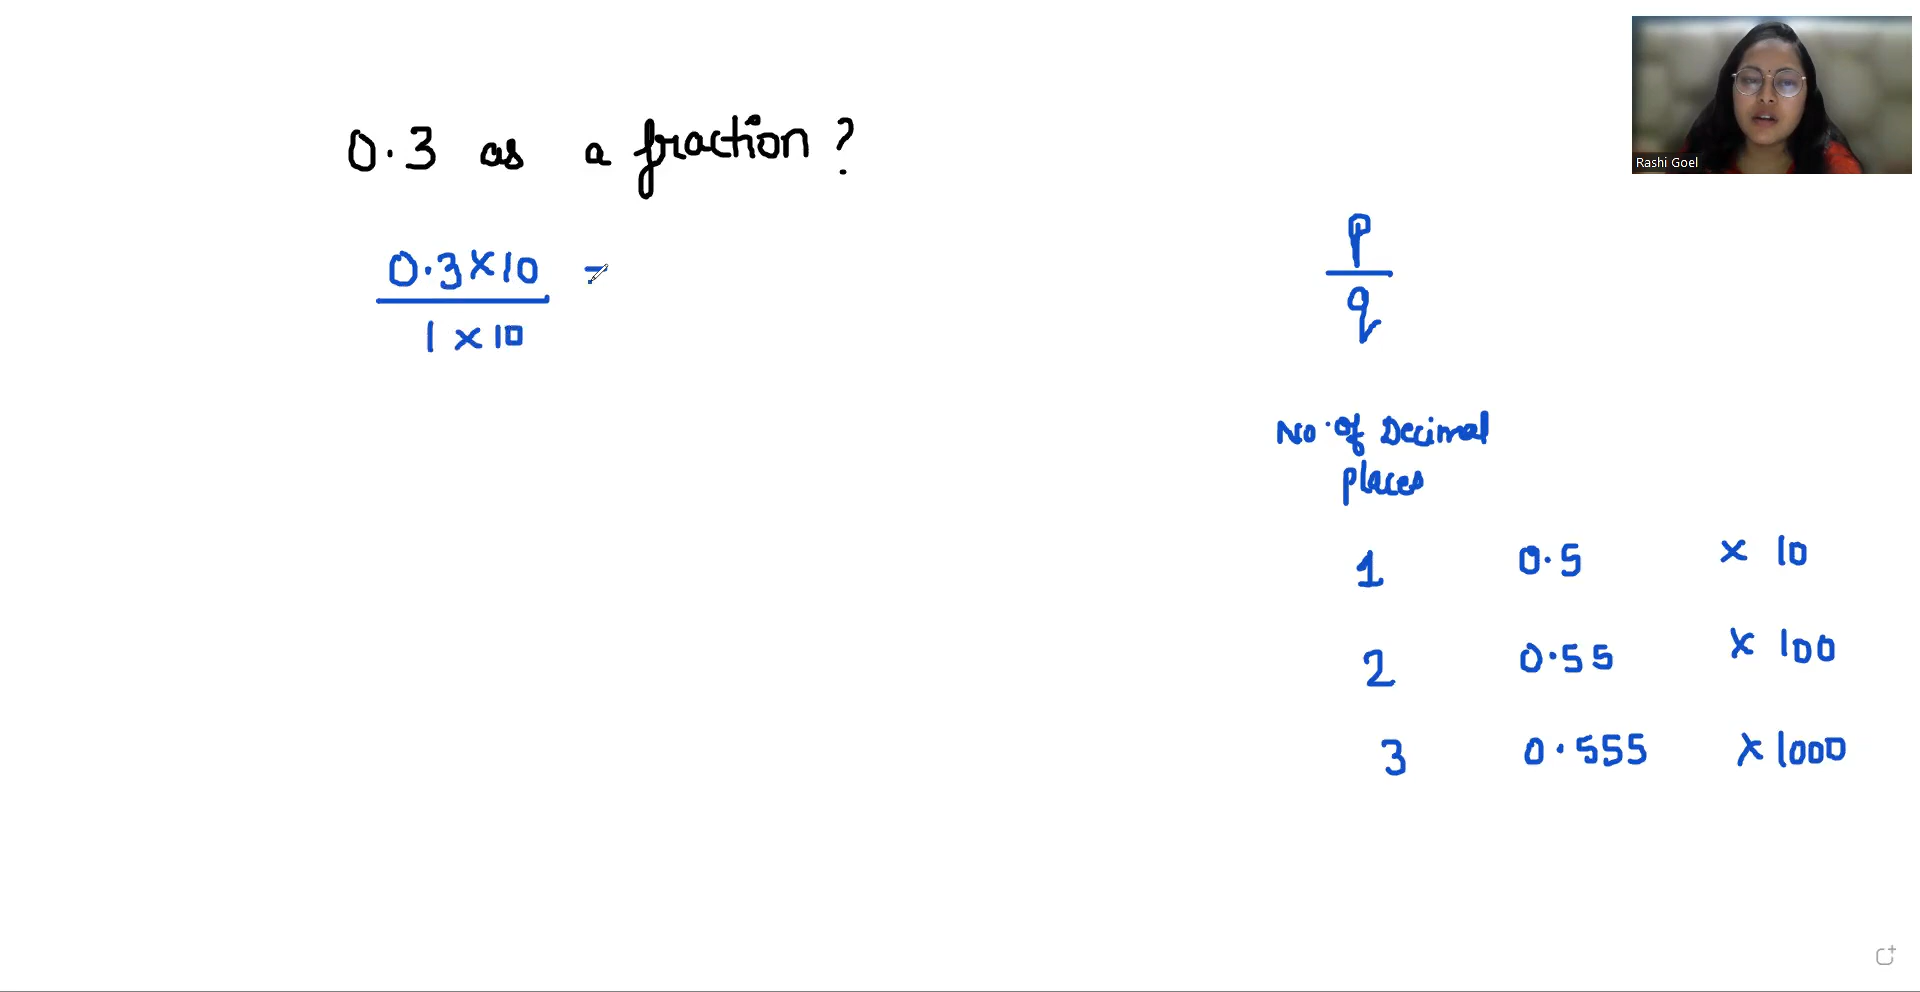 0.3 as a fraction?
Rashi Goel
0.3 × 10 =
1 × 10
p
q
No. of Decimal
places
1 0.5 × 10
2 0.55 × 100
3 0.555 × 1000